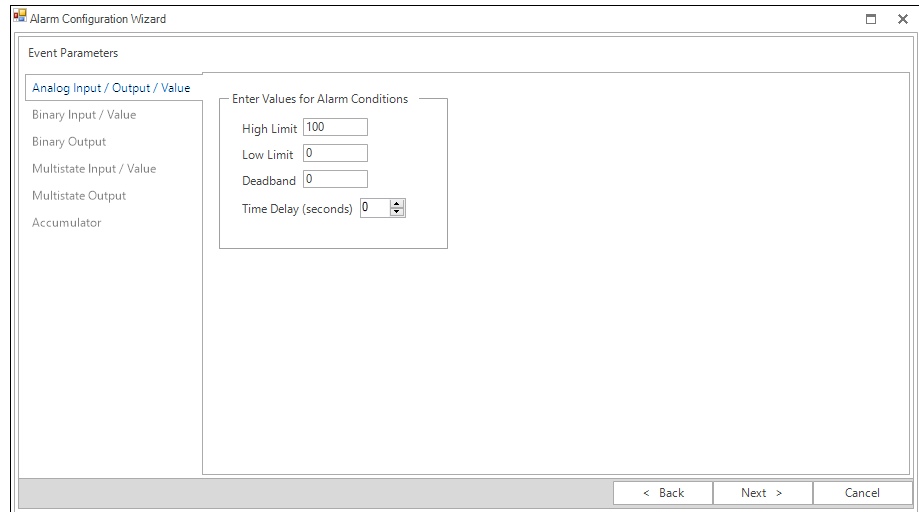 Alarm Configuration Wizard
Event Parameters
Analog Input / Output / Value
Binary Input / Value
Binary Output
Multistate Input / Value
Multistate Output
Accumulator
Enter Values for Alarm Conditions
High Limit 100
Low Limit 0
Deadband 0
Time Delay (seconds) 0
< Back Next > Cancel